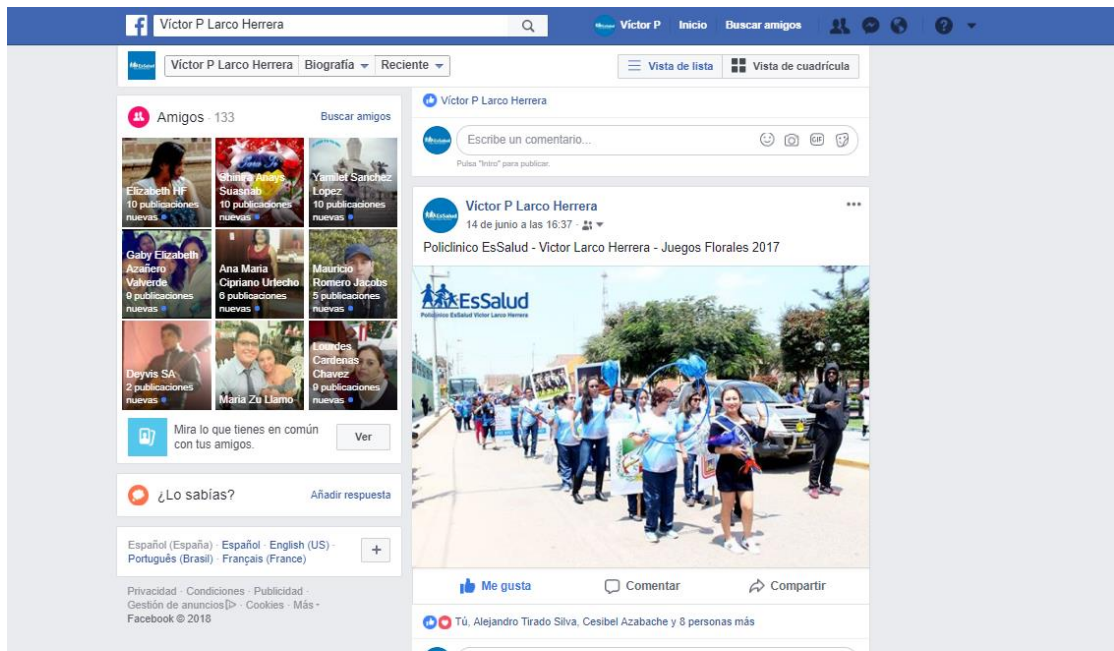 Víctor P Larco Herrera
Víctor P Inicio Buscar amigos
EsSalud
Víctor P Larco Herrera Biografía Reciente
Vista de lista Vista de cuadrícula
Amigos · 133 Buscar amigos
Elizabeth HF
10 publicaciones
nuevas
Suasnab
10 publicaciones
nuevas
Yamilet Sanchez
Lopez
10 publicaciones
nuevas
Gaby Elizabeth
Azañero
Valverde
9 publicaciones
nuevas
Ana Maria
Cipriano Urtecho
6 publicaciones
nuevas
Mauricio
Romero Jacobs
5 publicaciones
nuevas
Deyvis SA
2 publicaciones
nuevas
Maria Zu Llamo
Lourdes
Cardenas
Chavez
9 publicaciones
nuevas
Mira lo que tienes en común
con tus amigos.
Ver
¿Lo sabías? Añadir respuesta
Español (España) · Español · English (US) ·
Português (Brasil) · Français (France)
+
Privacidad · Condiciones · Publicidad ·
Gestión de anuncios · Cookies · Más
Facebook © 2018
Víctor P Larco Herrera
Escribe un comentario...
GIF
Pulsa "Intro" para publicar.
Víctor P Larco Herrera
14 de junio a las 16:37 ·
Policlinico EsSalud - Victor Larco Herrera - Juegos Florales 2017
EsSalud
Policlinico EsSalud Victor Larco Herrera
Me gusta Comentar Compartir
Tú, Alejandro Tirado Silva, Cesibel Azabache y 8 personas más